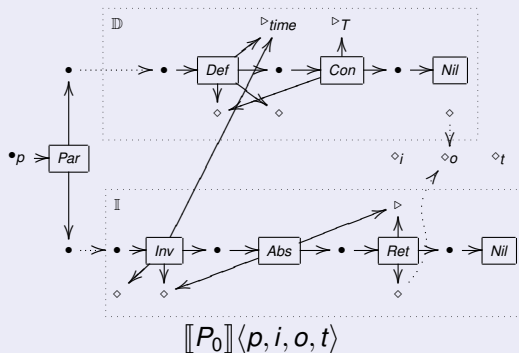 𝔻 ▷time ▷T
Def Con Nil
•p Par ◇i ◇o ◇t
𝕀
Inv Abs Ret Nil
⟦P₀⟧⟨p, i, o, t⟩